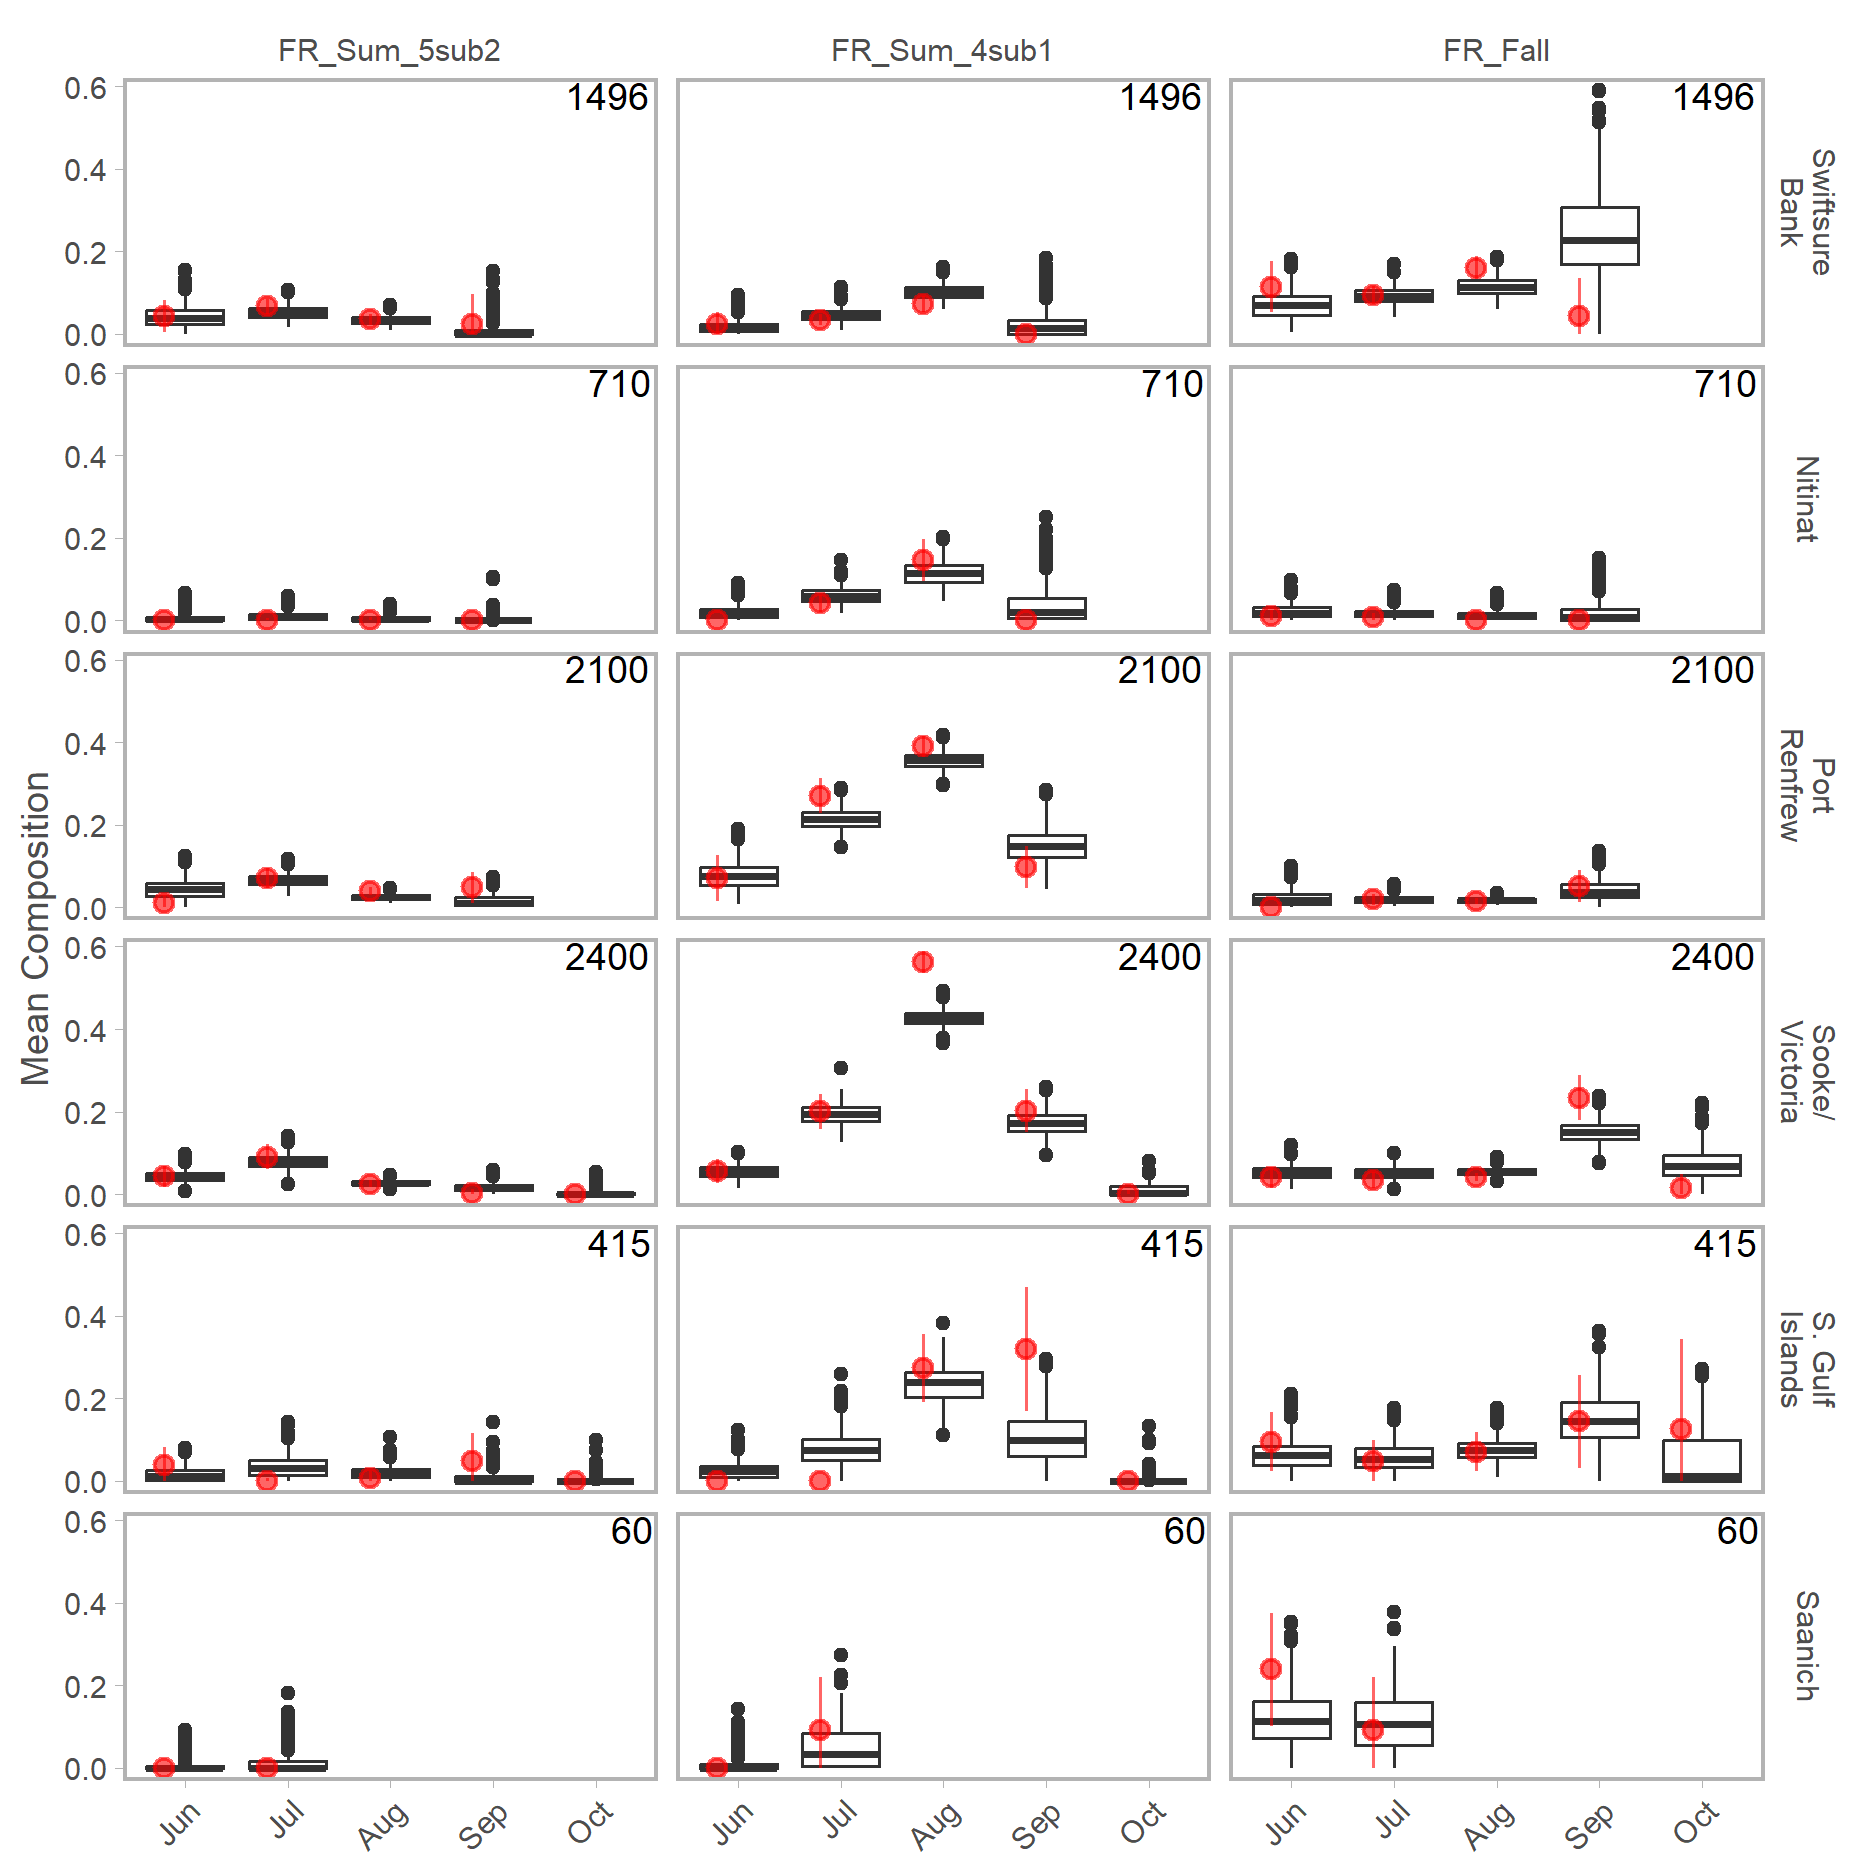 FR_Sum_5sub2 FR_Sum_4sub1 FR_Fall
0.6 1496 1496 1496
0.4
0.2
0.0
Swiftsure
Bank
0.6 710 710 710
0.4
0.2
0.0
Nitinat
0.6 2100 2100 2100
0.4
0.2
0.0
Port
Renfrew
Mean Composition
0.6 2400 2400 2400
0.4
0.2
0.0
Sooke/
Victoria
0.6 415 415 415
0.4
0.2
0.0
S. Gulf
Islands
0.6 60 60 60
0.4
0.2
0.0
Saanich
Jun Jul Aug Sep Oct Jun Jul Aug Sep Oct Jun Jul Aug Sep Oct